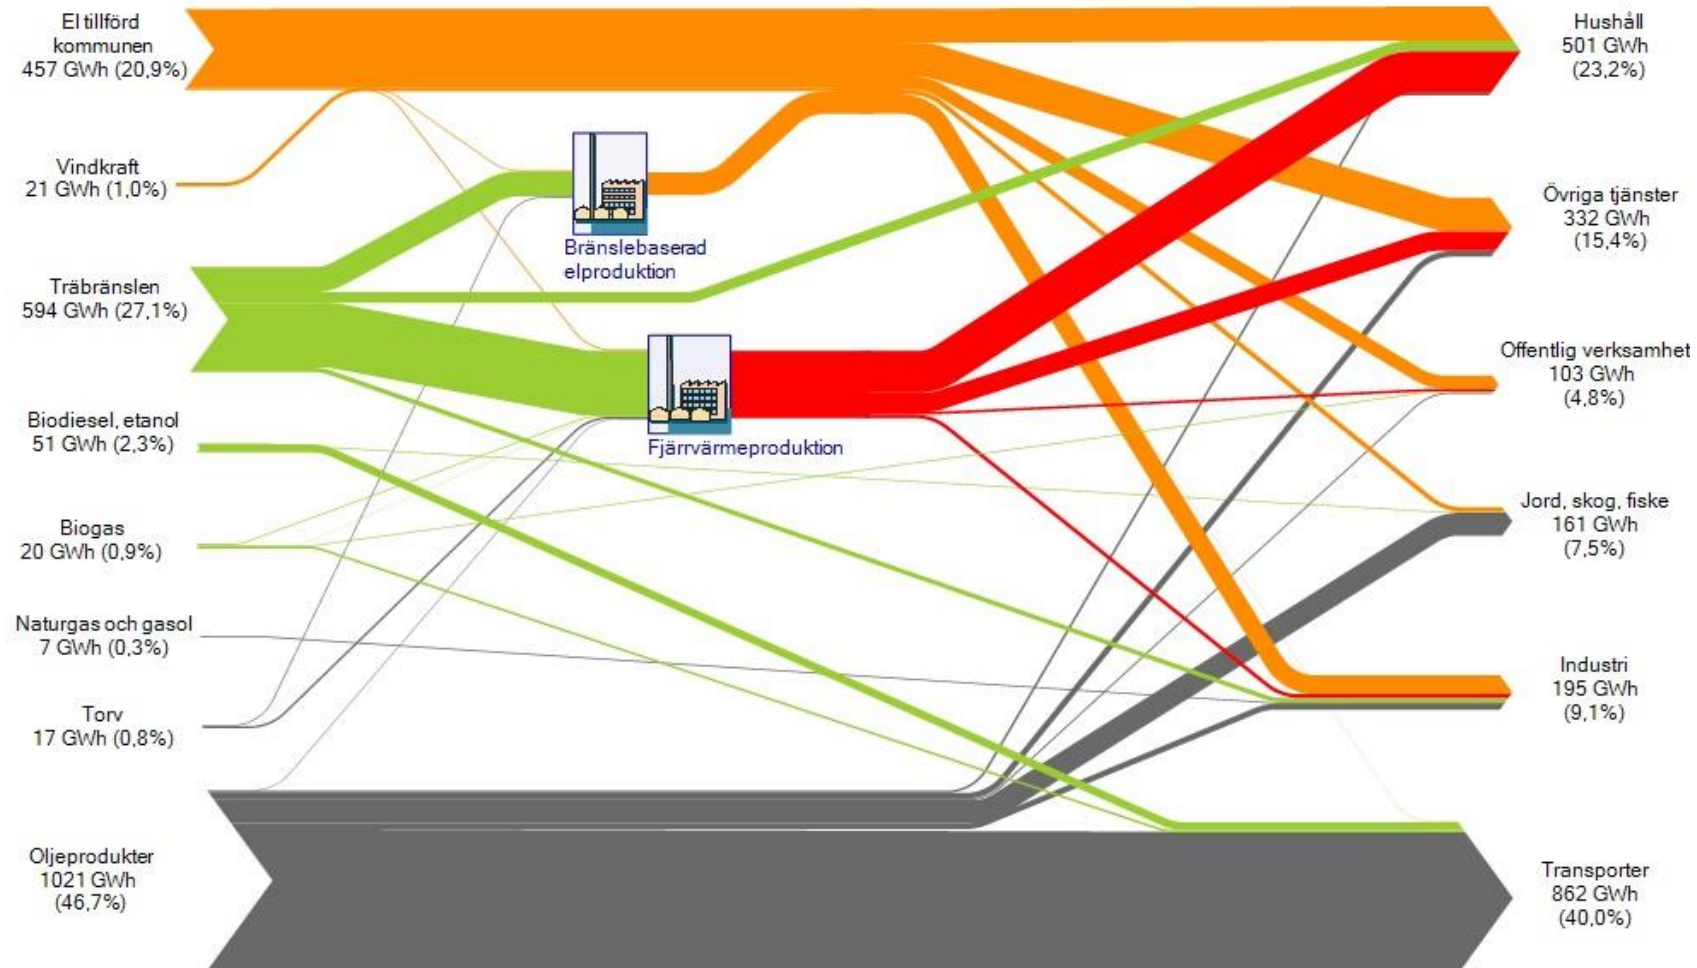 El tillförd
kommunen
457 GWh (20,9%)
Vindkraft
21 GWh (1,0%)
Träbränslen
594 GWh (27,1%)
Biodiesel, etanol
51 GWh (2,3%)
Biogas
20 GWh (0,9%)
Naturgas och gasol
7 GWh (0,3%)
Torv
17 GWh (0,8%)
Oljeprodukter
1021 GWh
(46,7%)
Bränslebaserad
elproduktion
Fjärrvärmeproduktion
Hushåll
501 GWh
(23,2%)
Övriga tjänster
332 GWh
(15,4%)
Offentlig verksamhet
103 GWh
(4,8%)
Jord, skog, fiske
161 GWh
(7,5%)
Industri
195 GWh
(9,1%)
Transporter
862 GWh
(40,0%)